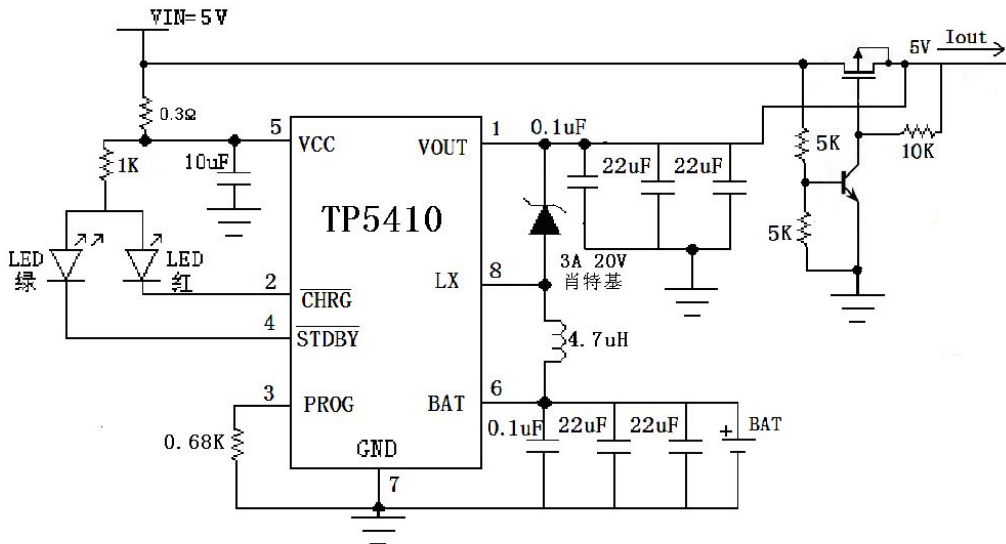 VIN=5V
5V
Iout
0.3Ω
5
VCC
1
VOUT
0.1uF
1K
10uF
22uF
22uF
5K
10K
TP5410
5K
LED
绿
LED
红
3A 20V
肖特基
8
LX
2
CHRG
4
STDBY
4.7uH
3
PROG
6
BAT
0.68K
0.1uF
22uF
22uF
+
BAT
GND
7